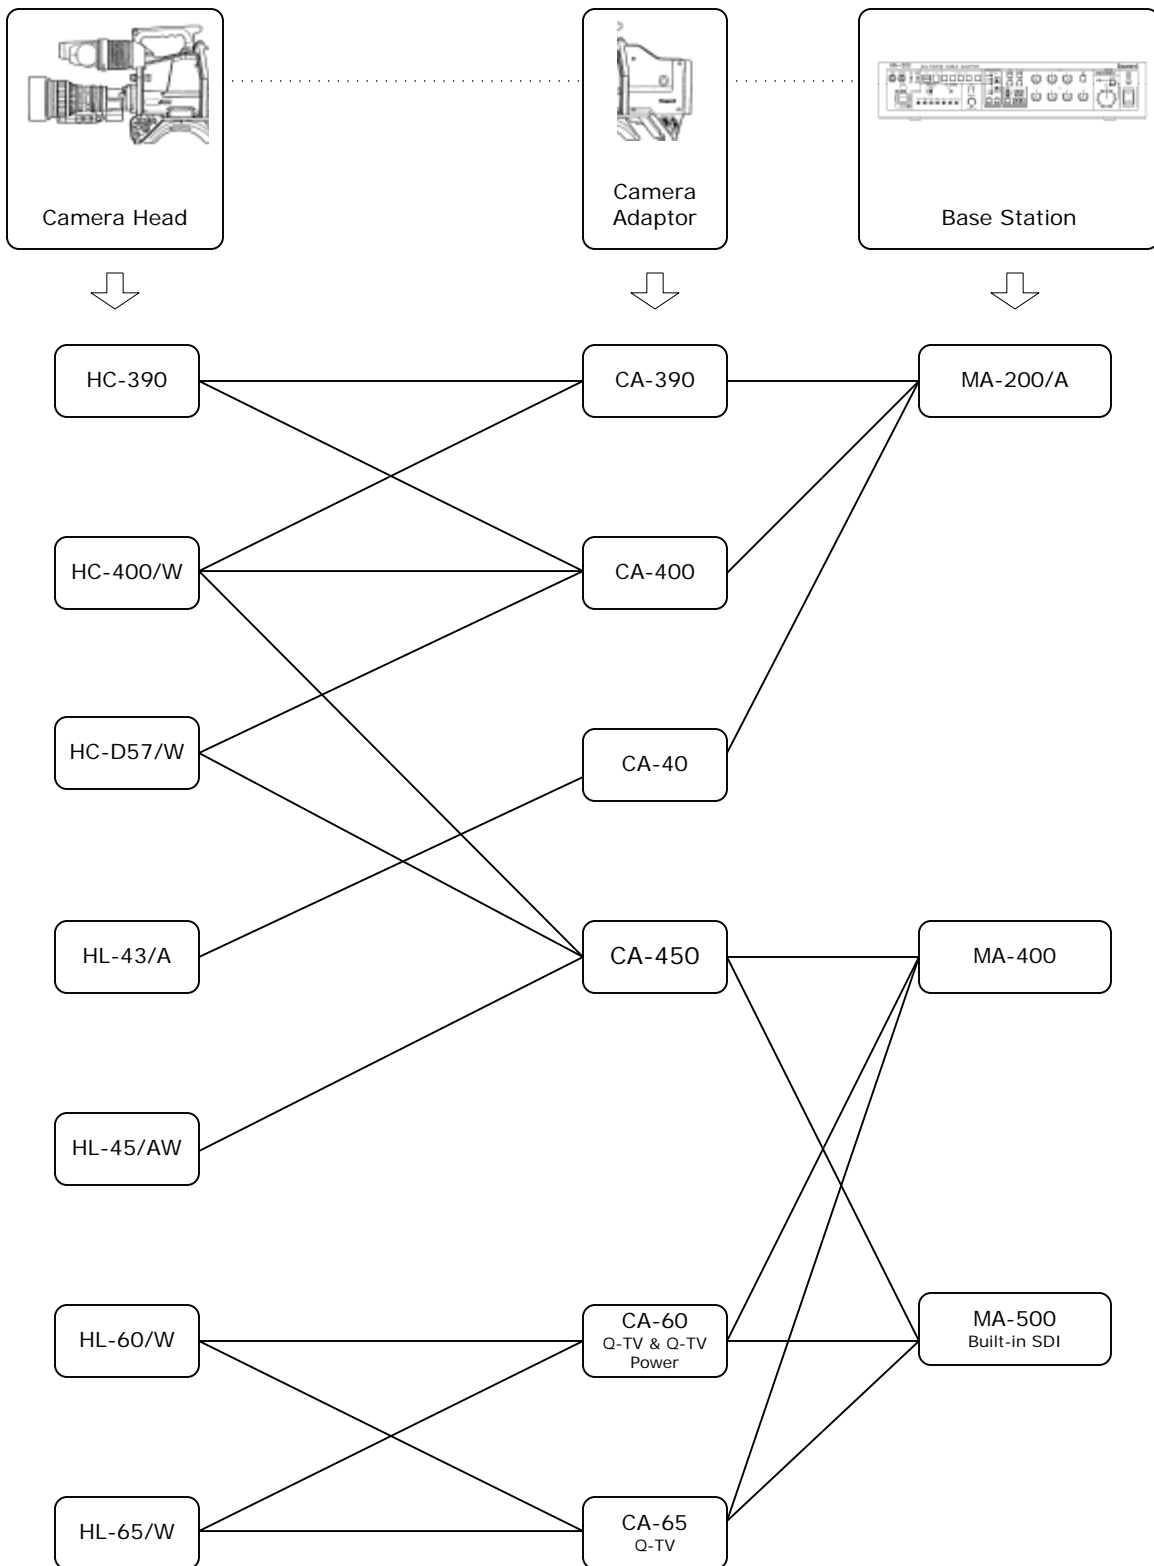 Camera Head
Camera
Adaptor
Base Station
HC-390
CA-390
MA-200/A
HC-400/W
CA-400
HC-D57/W
CA-40
HL-43/A
CA-450
MA-400
HL-45/AW
HL-60/W
CA-60
Q-TV & Q-TV
Power
MA-500
Built-in SDI
HL-65/W
CA-65
Q-TV